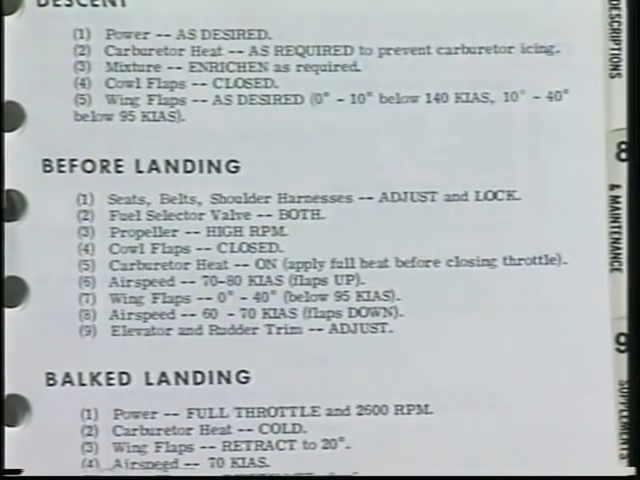 DESCENT
(1) Power -- AS DESIRED.
(2) Carburetor Heat -- AS REQUIRED to prevent carburetor icing.
(3) Mixture -- ENRICHEN as required.
(4) Cowl Flaps -- CLOSED.
(5) Wing Flaps -- AS DESIRED (0° - 10° below 140 KIAS, 10° - 40°
below 95 KIAS).
BEFORE LANDING
(1) Seats, Belts, Shoulder Harnesses -- ADJUST and LOCK.
(2) Fuel Selector Valve -- BOTH.
(3) Propeller -- HIGH RPM.
(4) Cowl Flaps -- CLOSED.
(5) Carburetor Heat -- ON (apply full heat before closing throttle).
(6) Airspeed -- 70-80 KIAS (flaps UP).
(7) Wing Flaps -- 0° - 40° (below 95 KIAS).
(8) Airspeed -- 60 - 70 KIAS (flaps DOWN).
(9) Elevator and Rudder Trim -- ADJUST.
BALKED LANDING
(1) Power -- FULL THROTTLE and 2600 RPM.
(2) Carburetor Heat -- COLD.
(3) Wing Flaps -- RETRACT to 20°.
(4) Airspeed -- 70 KIAS.
DESCRIPTIONS
8
& MAINTENANCE
9
SUPPLEMENTS